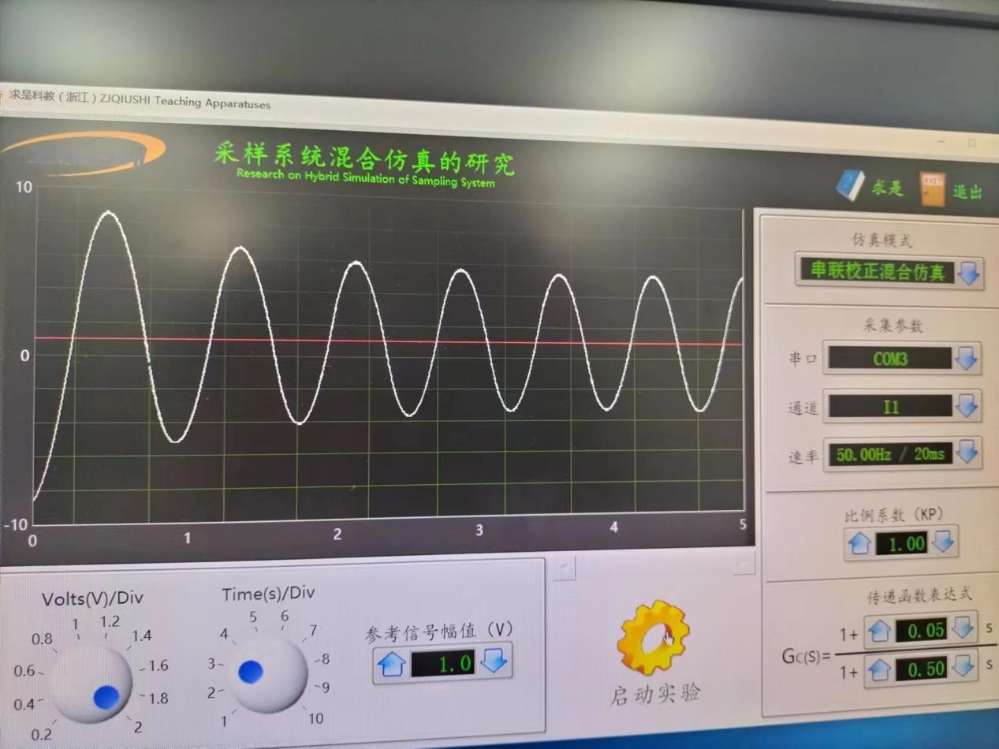 求是科教（浙江）ZJQIUSHI Teaching Apparatuses
采样系统混合仿真的研究
Research on Hybrid Simulation of Sampling System
求是
EXIT
退出
10
0
-10
0
1
2
3
4
5
仿真模式
串联校正混合仿真
采集参数
串口
COM3
通道
I1
速率
50.00Hz / 20ms
比例系数（KP）
1.00
传递函数表达式
Gc(S)=
1+ 0.05 S
1+ 0.50 S
Volts(V)/Div
0.2
0.4
0.6
0.8
1
1.2
1.4
1.6
1.8
2
Time(s)/Div
1
2
3
4
5
6
7
8
9
10
参考信号幅值（V）
1.0
启动实验